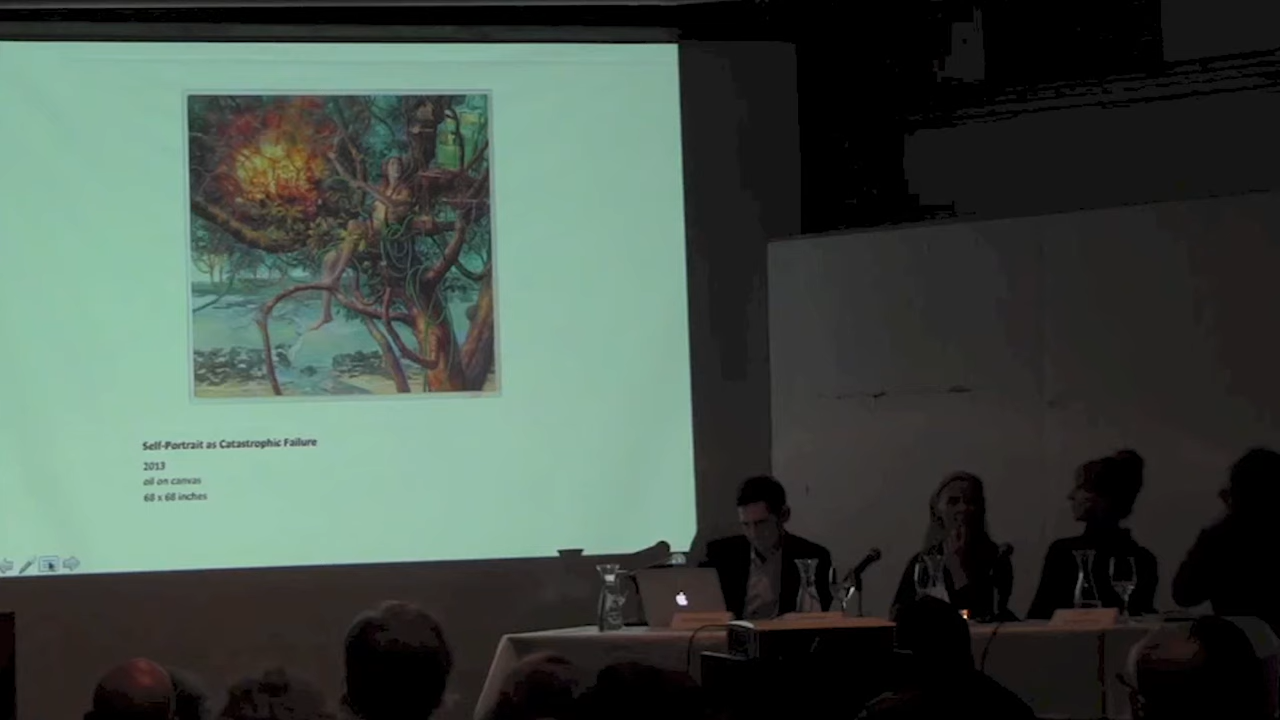 Self-Portrait as Catastrophic Failure
2013
oil on canvas
68 x 68 inches